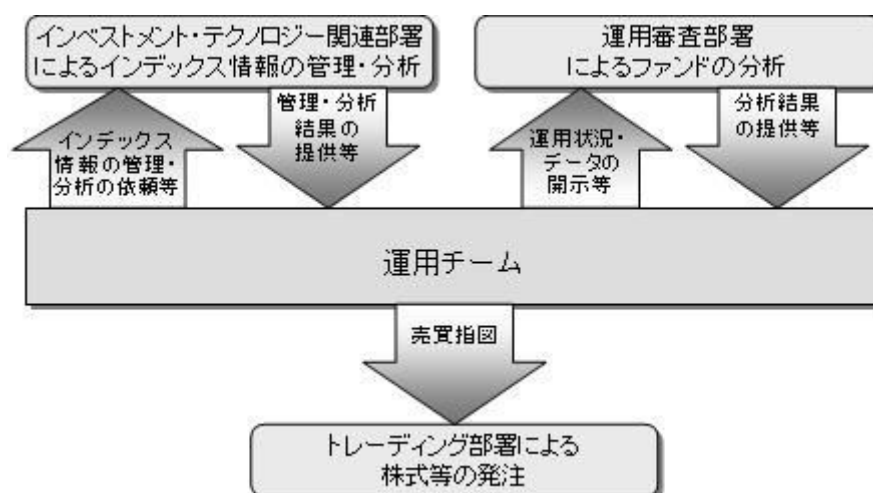 インベストメント・テクノロジー関連部署
によるインデックス情報の管理・分析
運用審査部署
によるファンドの分析
インデックス
情報の管理・
分析の依頼等
管理・分析
結果の
提供等
運用状況・
データの
開示等
分析結果
の提供等
運用チーム
売買指図
トレーディング部署による
株式等の発注